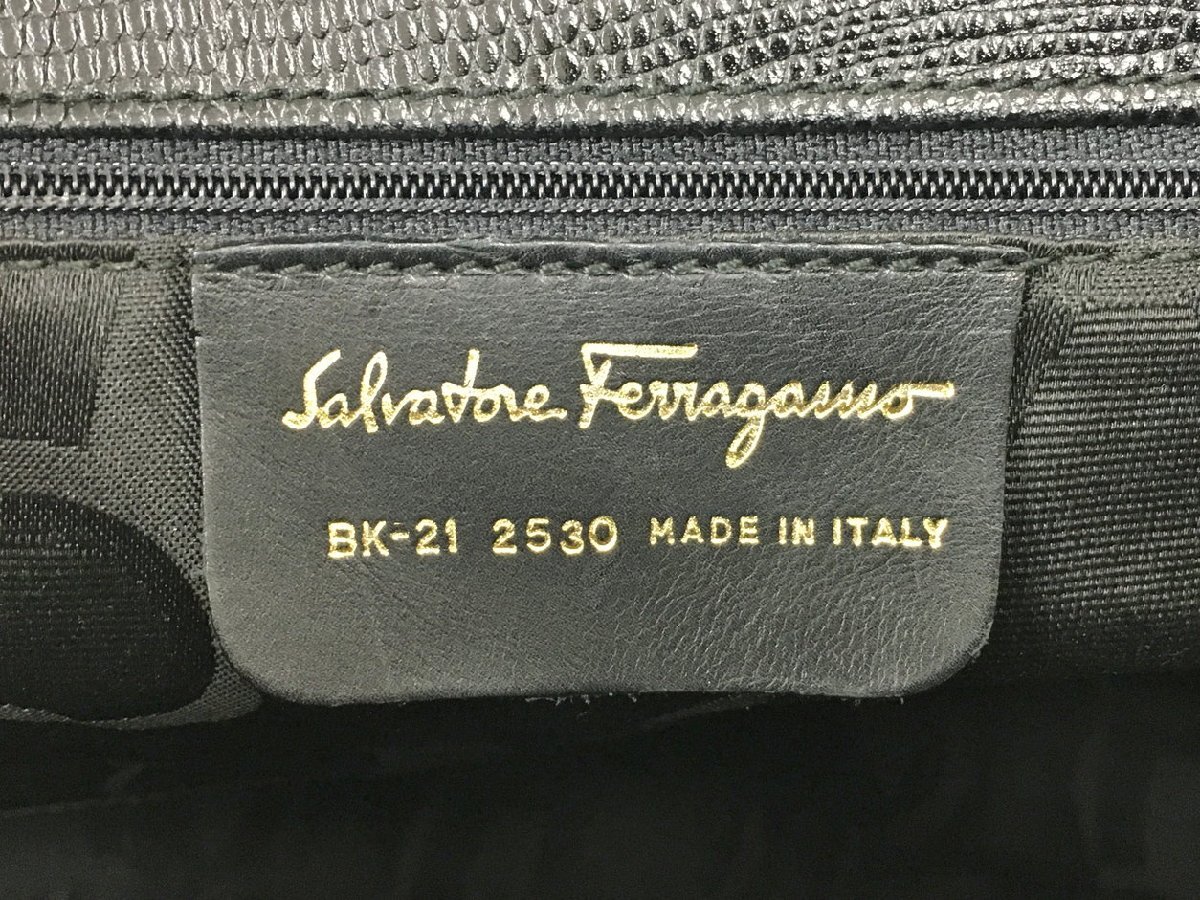 Salvatore Ferragamo
BK-21 2530 MADE IN ITALY